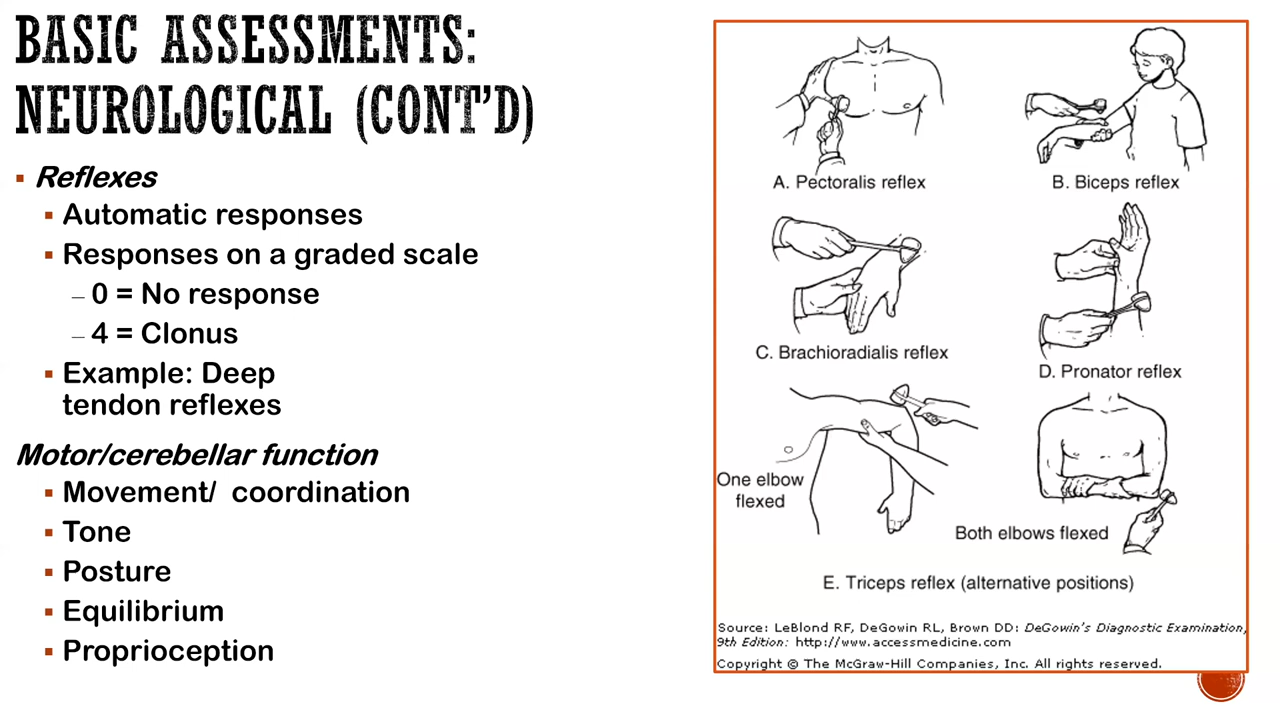 BASIC ASSESSMENTS:
NEUROLOGICAL (CONT'D)
▪ Reflexes
▪ Automatic responses
▪ Responses on a graded scale
– 0 = No response
– 4 = Clonus
▪ Example: Deep
tendon reflexes
Motor/cerebellar function
▪ Movement/ coordination
▪ Tone
▪ Posture
▪ Equilibrium
▪ Proprioception
A. Pectoralis reflex
B. Biceps reflex
C. Brachioradialis reflex
D. Pronator reflex
One elbow
flexed
Both elbows flexed
E. Triceps reflex (alternative positions)
Source: LeBlond RF, DeGowin RL, Brown DD: DeGowin's Diagnostic Examination,
9th Edition: http://www.accessmedicine.com
Copyright © The McGraw-Hill Companies, Inc. All rights reserved.